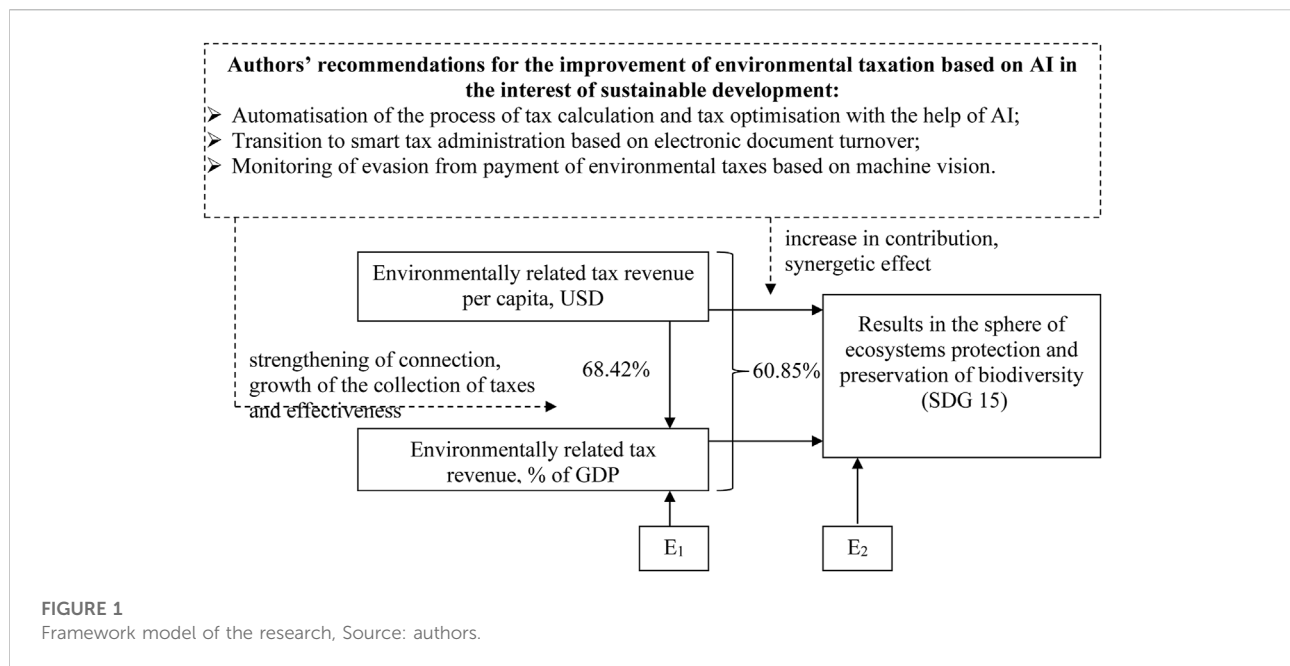 Authors' recommendations for the improvement of environmental taxation based on AI in
the interest of sustainable development:
➢ Automatisation of the process of tax calculation and tax optimisation with the help of AI;
➢ Transition to smart tax administration based on electronic document turnover;
➢ Monitoring of evasion from payment of environmental taxes based on machine vision.
increase in contribution,
synergetic effect
Environmentally related tax revenue
per capita, USD
Results in the sphere of
ecosystems protection and
preservation of biodiversity
(SDG 15)
strengthening of connection,
growth of the collection of taxes
and effectiveness
68.42%
60.85%
Environmentally related tax
revenue, % of GDP
E₁
E₂
FIGURE 1
Framework model of the research, Source: authors.